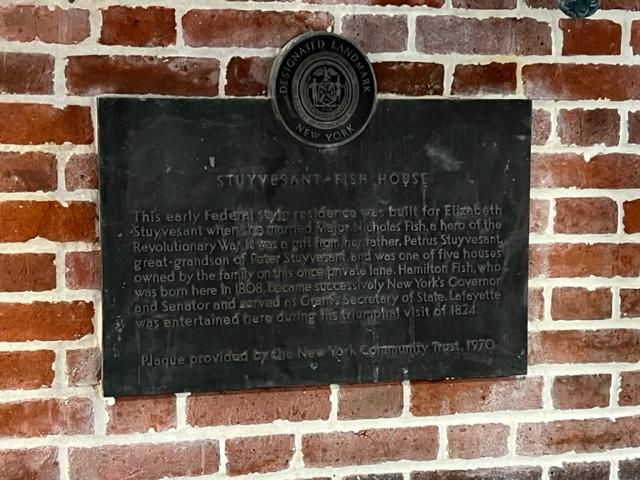 DESIGNATED LANDMARK
NEW YORK
STUYVESANT-FISH HOUSE
This early Federal style residence was built for Elizabeth
Stuyvesant when she married Major Nicholas Fish, a hero of the
Revolutionary War. It was a gift from her father, Petrus Stuyvesant,
great-grandson of Peter Stuyvesant, and was one of five houses
owned by the family on this once private lane. Hamilton Fish, who
was born here in 1808, became successively New York's Governor
and Senator and served as Grant's Secretary of State. Lafayette
was entertained here during his triumphal visit of 1824.
Plaque provided by the New York Community Trust, 1970